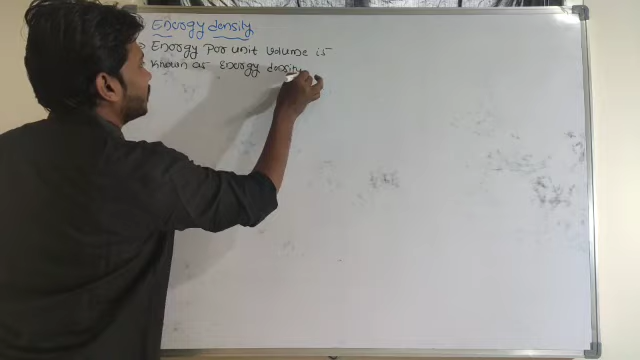 Energy density
Energy Per unit volume is
known as Energy density